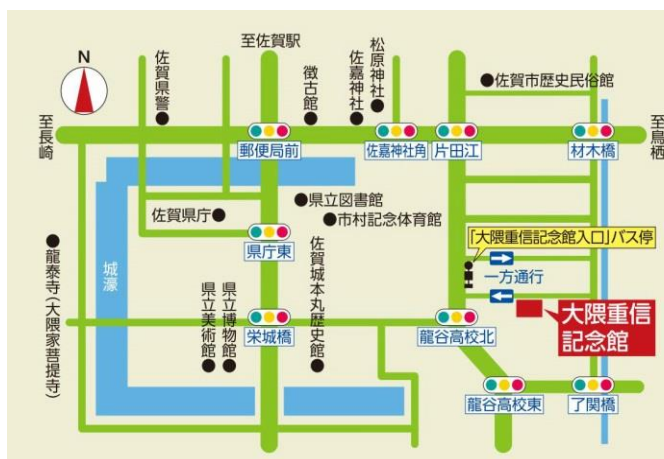 N
至佐賀駅
佐賀県警
徴古館
佐嘉神社
松原神社
佐賀市歴史民俗館
至長崎
至鳥栖
郵便局前
佐嘉神社角
片田江
材木橋
佐賀県庁
県立図書館
市村記念体育館
県庁東
「大隈重信記念館入口」バス停
一方通行
龍泰寺(大隈家菩提寺)
城濠
県立美術館
県立博物館
佐賀城本丸歴史館
栄城橋
龍谷高校北
大隈重信
記念館
龍谷高校東
了関橋